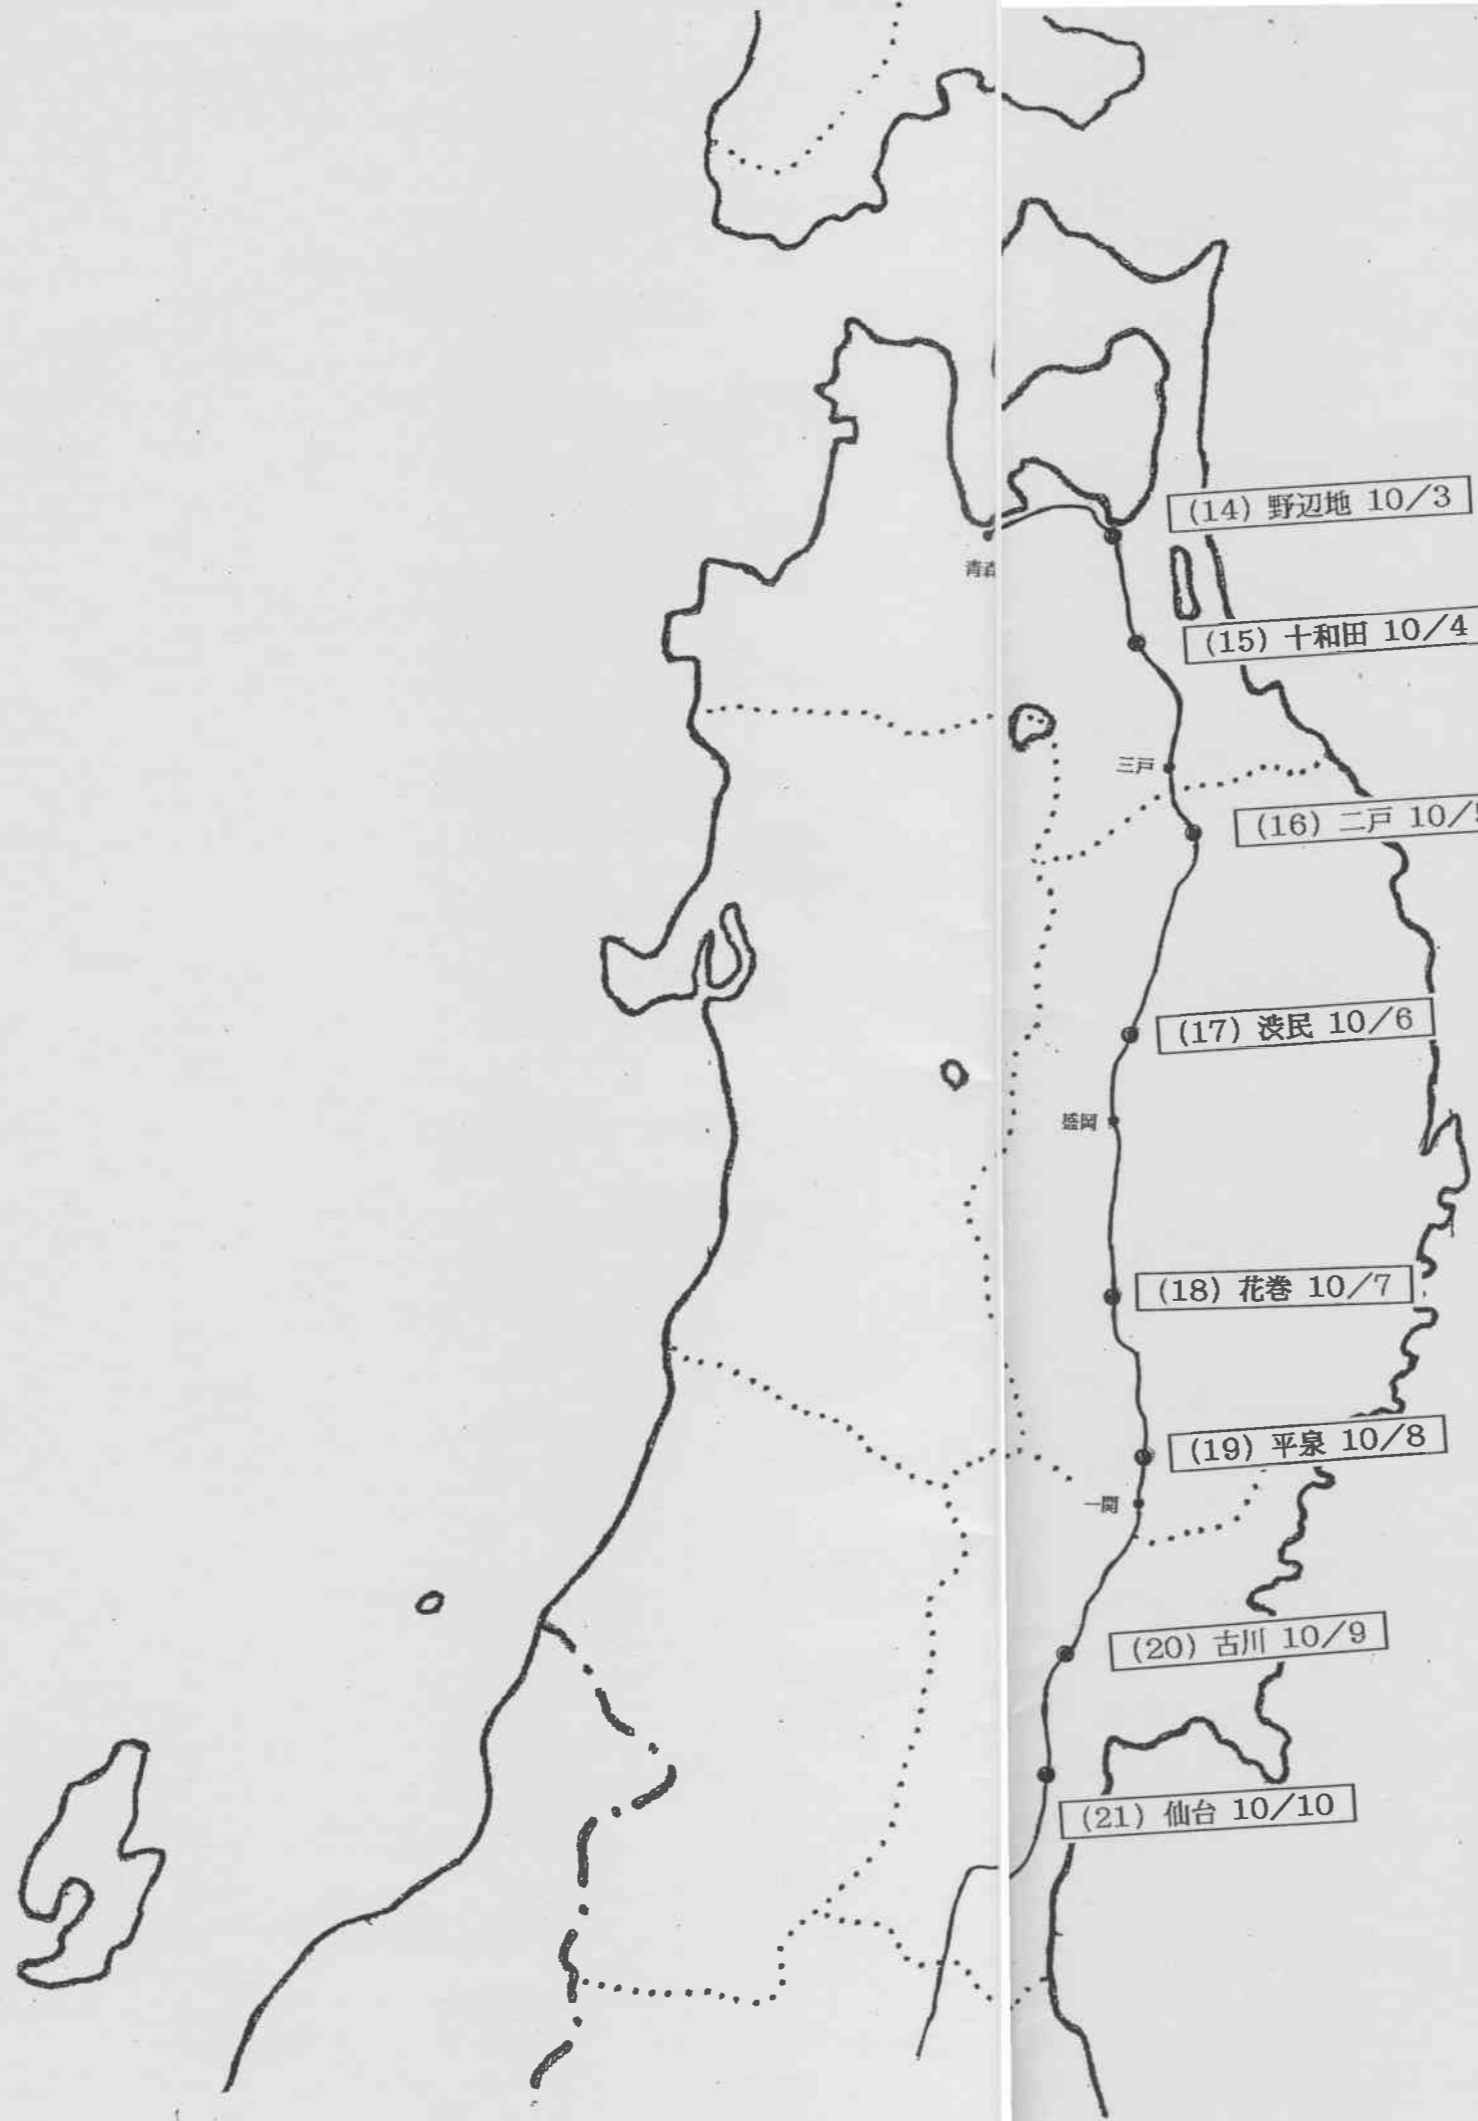 (14) 野辺地 10/3
青森
(15) 十和田 10/4
三戸
(16) 二戸 10/
(17) 渋民 10/6
盛岡
(18) 花巻 10/7
(19) 平泉 10/8
一関
(20) 古川 10/9
(21) 仙台 10/10